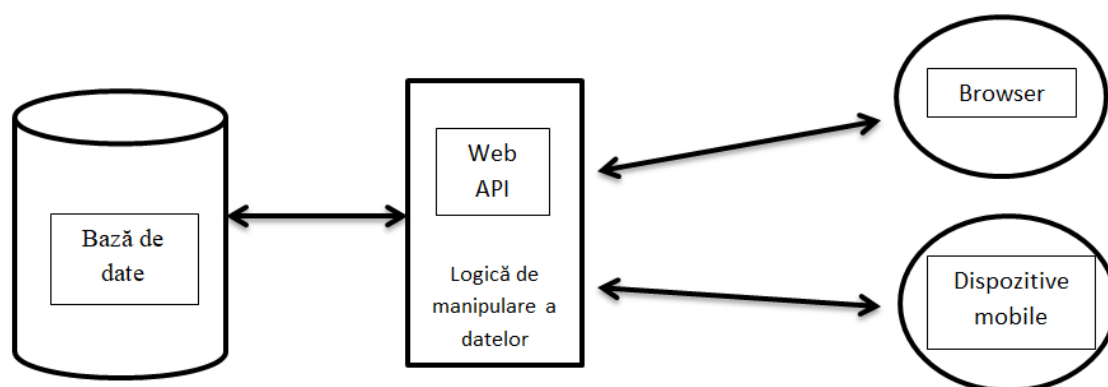 Bază de
date
Web
API
Logică de
manipulare a
datelor
Browser
Dispozitive
mobile